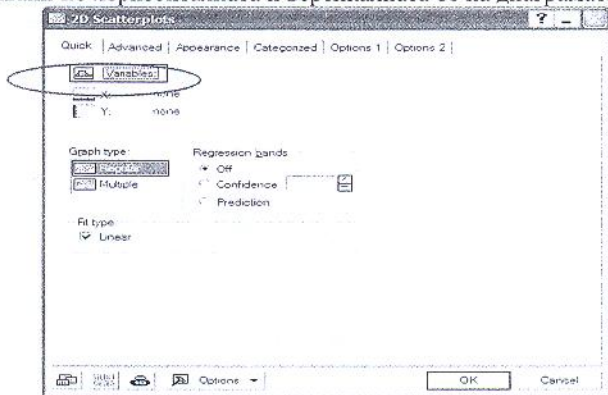 2D Scatterplots
Quick Advanced Appearance Categorized Options 1 Options 2
Variables:
X: none
Y: none
Graph type: Regression bands
Off
Multiple Confidence
Prediction
Fit type
Linear
Options OK Cancel